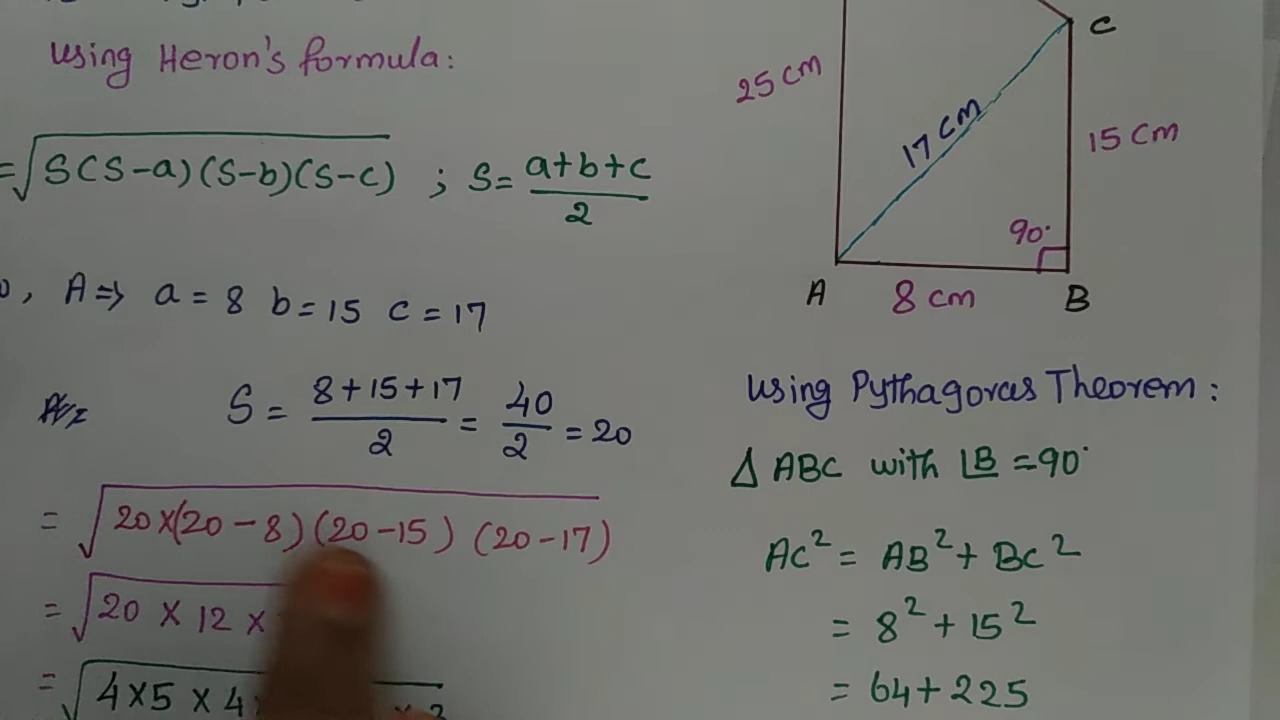 Using Heron's formula:
= √S(S-a)(S-b)(S-c) ; S = a+b+c / 2
, A ⇒ a = 8 b = 15 c = 17
S = 8+15+17 / 2 = 40 / 2 = 20
= √20×(20-8)(20-15)(20-17)
= √20 × 12 ×
= √4×5 × 4
25 cm
C
17 cm
15 cm
90°
A
8 cm
B
Using Pythagoras Theorem:
Δ ABC with ∠B = 90°
AC² = AB² + BC²
= 8² + 15²
= 64 + 225